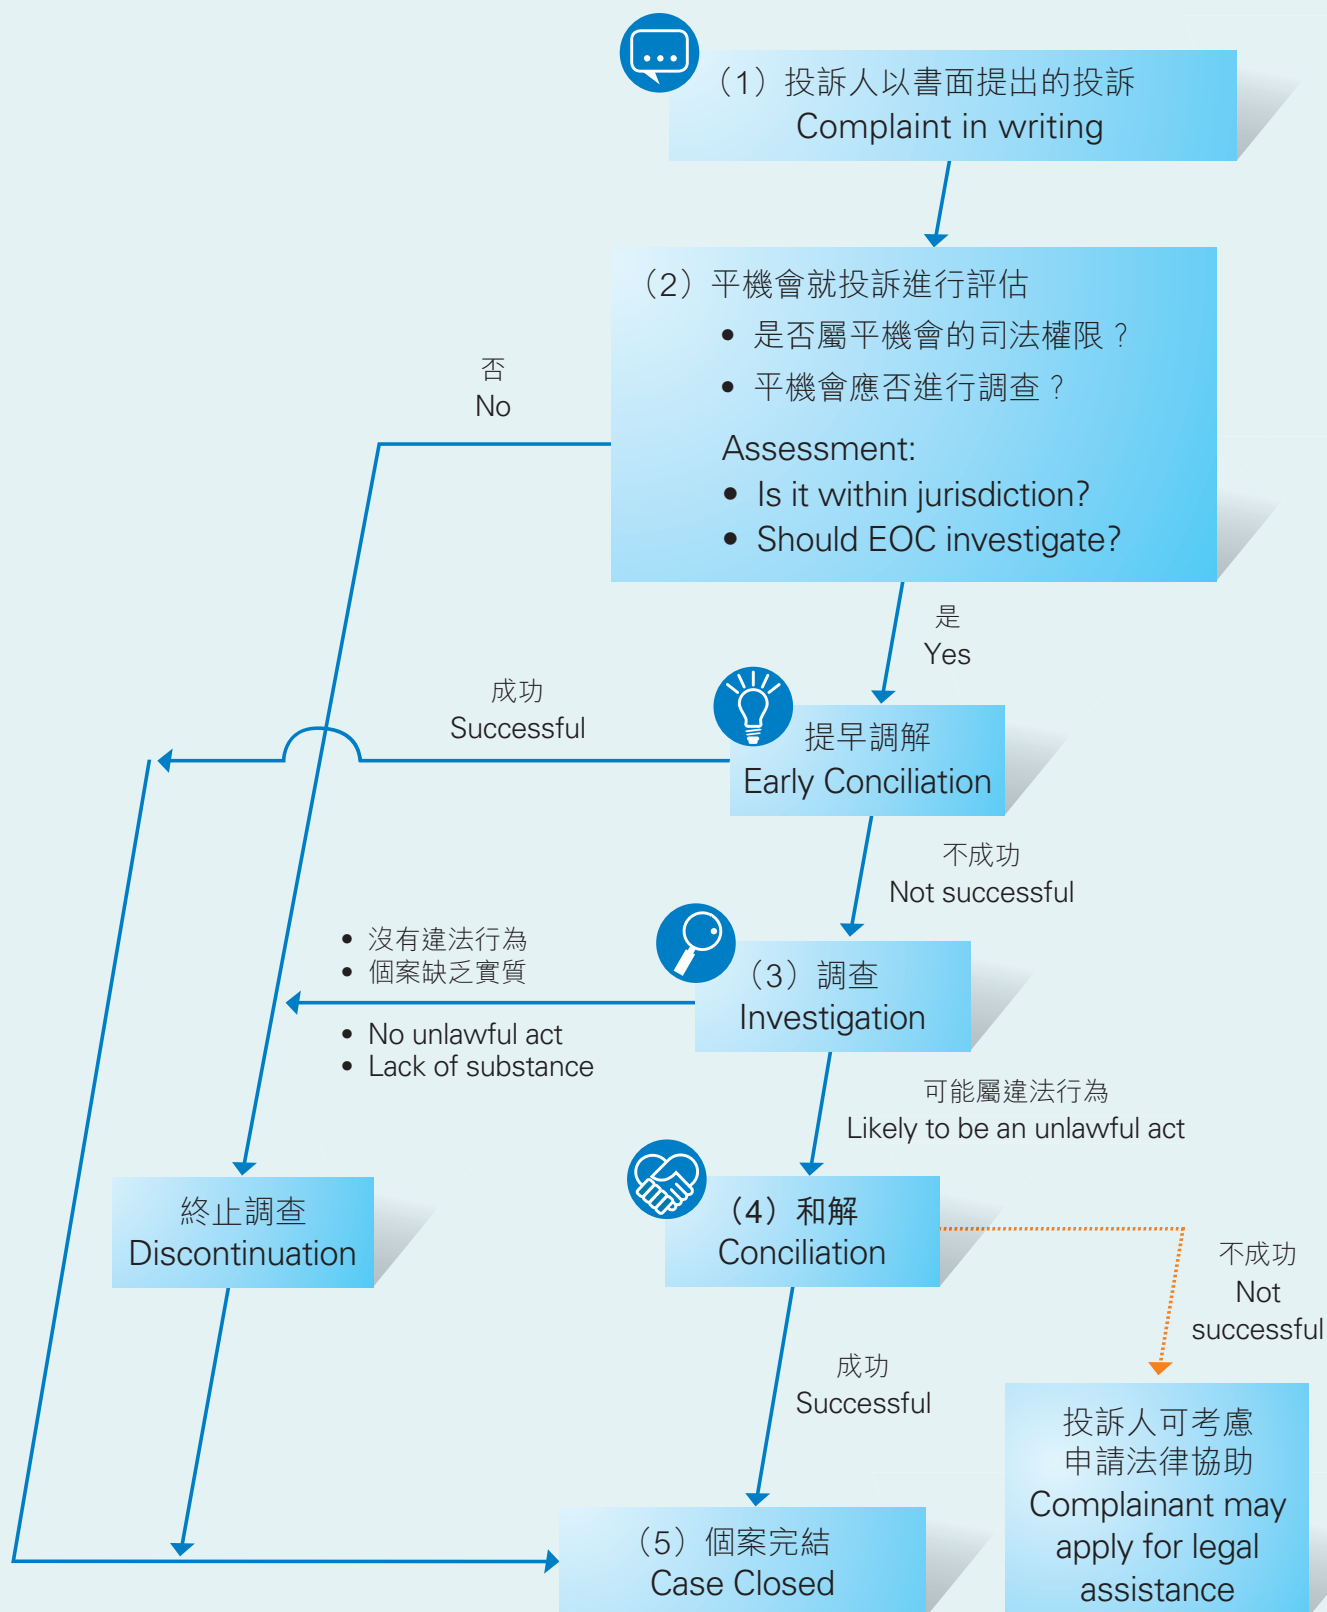 （1）投訴人以書面提出的投訴
Complaint in writing
（2）平機會就投訴進行評估
• 是否屬平機會的司法權限？
• 平機會應否進行調查？
Assessment:
• Is it within jurisdiction?
• Should EOC investigate?
否
No
是
Yes
成功
Successful
提早調解
Early Conciliation
不成功
Not successful
• 沒有違法行為
• 個案缺乏實質
• No unlawful act
• Lack of substance
（3）調查
Investigation
可能屬違法行為
Likely to be an unlawful act
終止調查
Discontinuation
（4）和解
Conciliation
不成功
Not
successful
成功
Successful
投訴人可考慮
申請法律協助
Complainant may
apply for legal
assistance
（5）個案完結
Case Closed